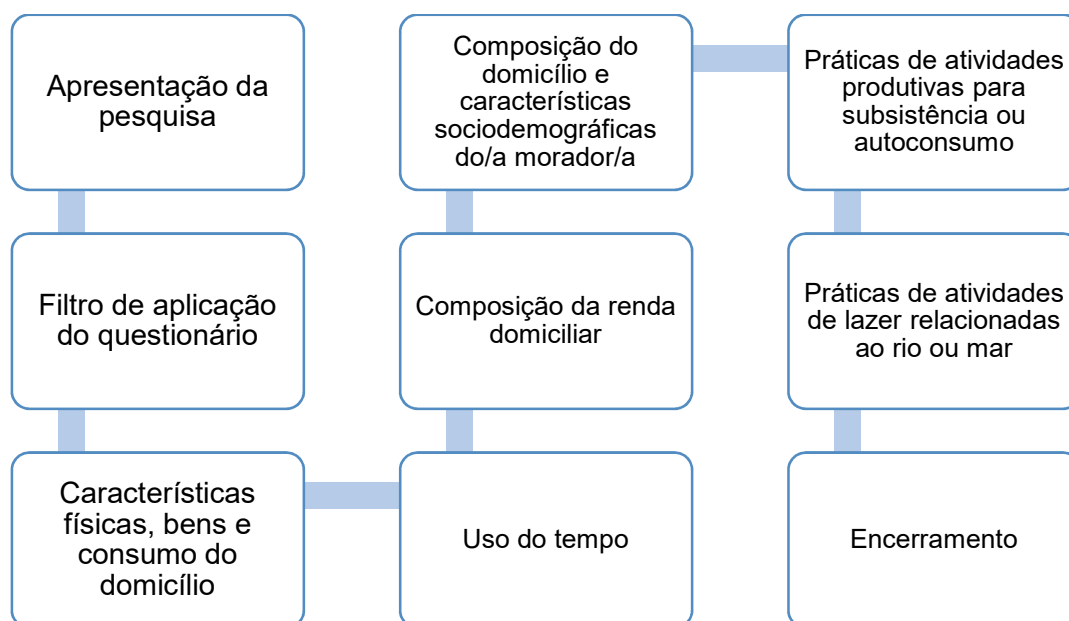 Apresentação da
pesquisa
Filtro de aplicação
do questionário
Características
físicas, bens e
consumo do
domicílio
Uso do tempo
Composição da renda
domiciliar
Composição do
domicílio e
características
sociodemográficas
do/a morador/a
Práticas de atividades
produtivas para
subsistência ou
autoconsumo
Práticas de atividades
de lazer relacionadas
ao rio ou mar
Encerramento